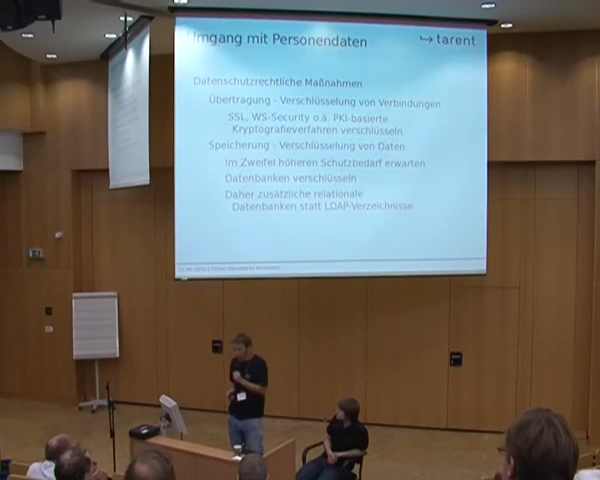 Umgang mit Personendaten
tarent
Datenschutzrechtliche Maßnahmen
Übertragung - Verschlüsselung von Verbindungen
SSL, WS-Security o.ä. PKI-basierte
Kryptografieverfahren verschlüsseln
Speicherung - Verschlüsselung von Daten
Im Zweifel höheren Schutzbedarf erwarten
Datenbanken verschlüsseln
Daher zusätzliche relationale
Datenbanken statt LDAP-Verzeichnisse